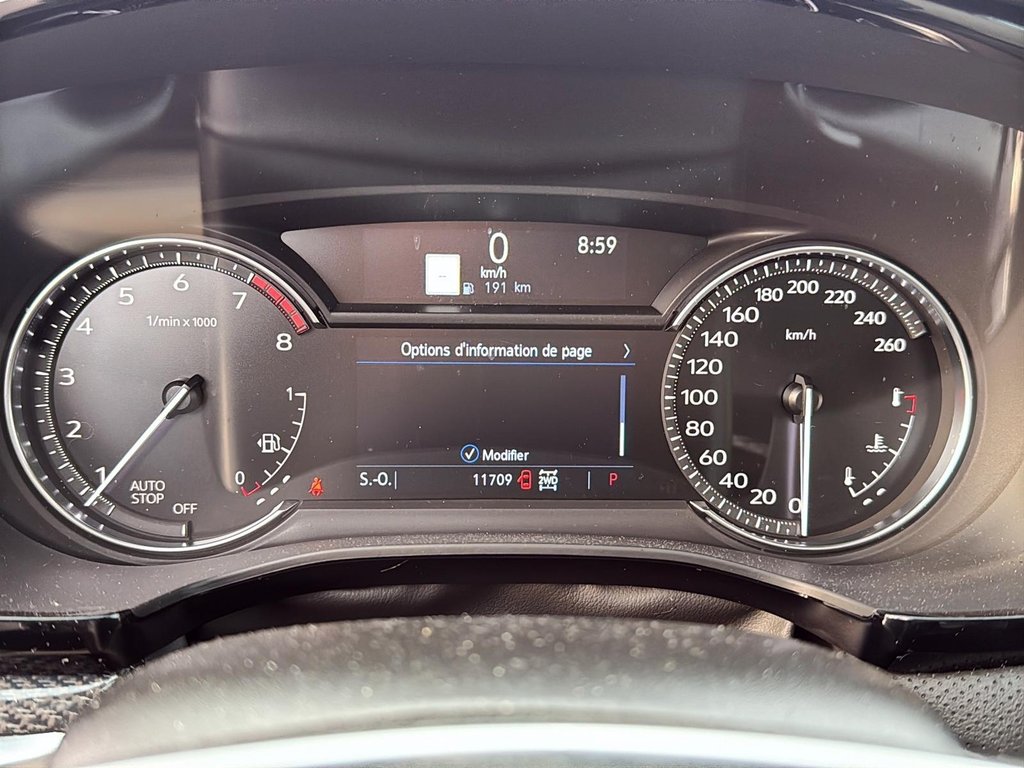 0
8:59
km/h
--
191 km
1
2
3
4
5
6
7
8
1/min x 1000
1
0
AUTO
STOP
OFF
Options d'information de page >
Modifier
S.-O.
11709
2WD
P
0
20
40
60
80
100
120
140
160
180
200
220
240
260
km/h